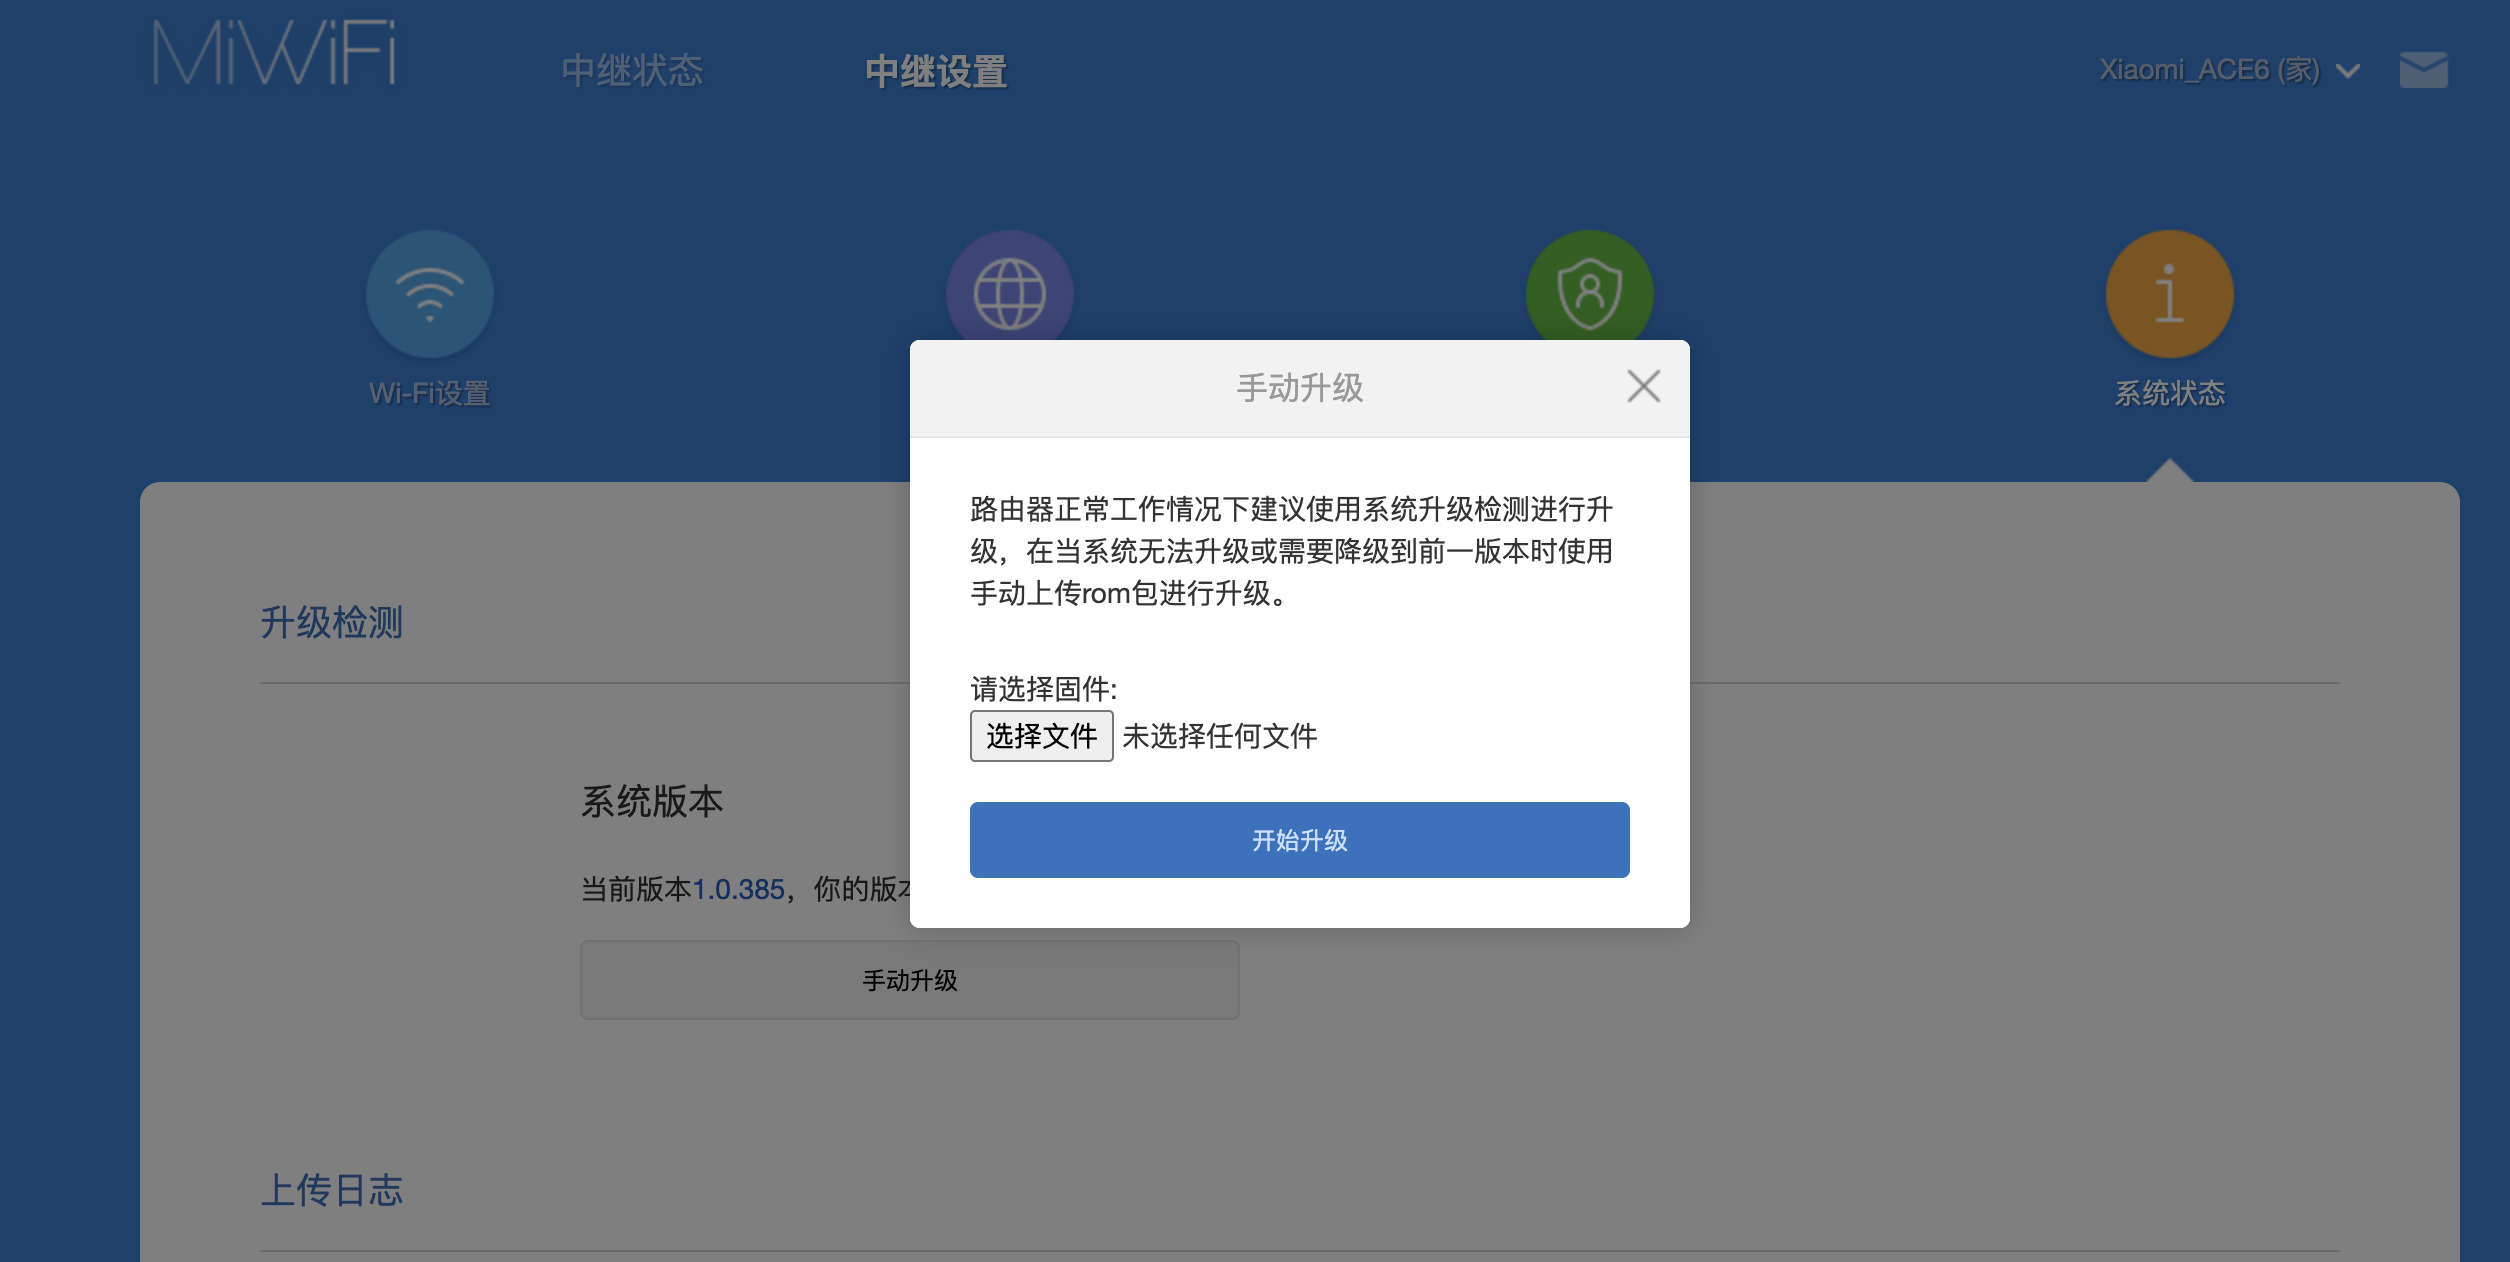 MiWiFi
中继状态
中继设置
Xiaomi_ACE6 (家)
Wi-Fi设置
系统状态
手动升级
路由器正常工作情况下建议使用系统升级检测进行升
级，在当系统无法升级或需要降级到前一版本时使用
手动上传rom包进行升级。
请选择固件:
选择文件 未选择任何文件
开始升级
升级检测
系统版本
当前版本1.0.385，你的版本
手动升级
上传日志